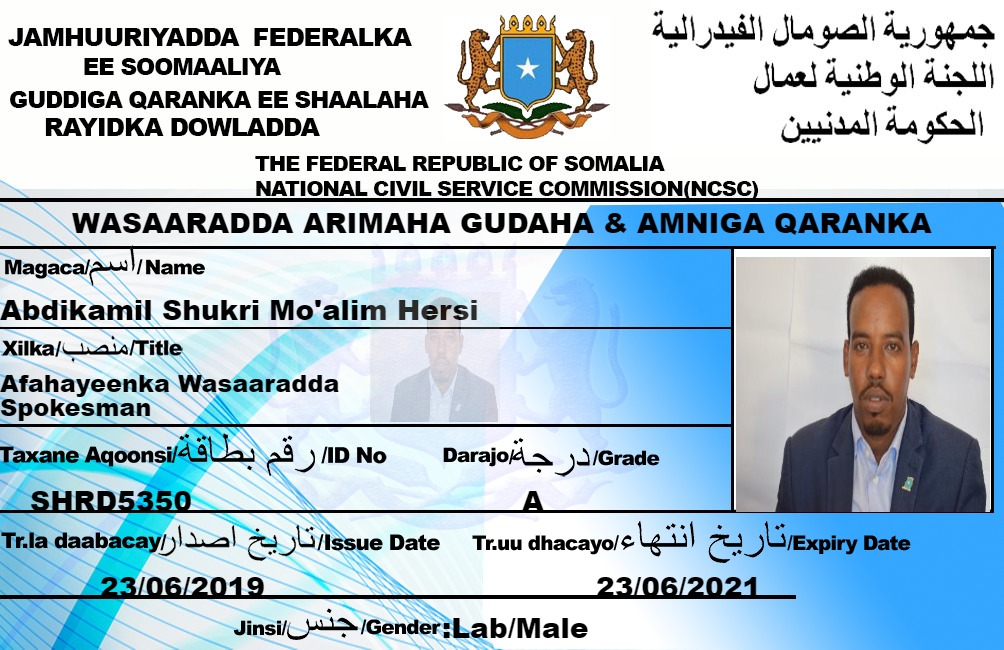 JAMHUURIYADDA FEDERALKA
EE SOOMAALIYA
GUDDIGA QARANKA EE SHAALAHA
RAYIDKA DOWLADDA
جمهورية الصومال الفيدرالية
اللجنة الوطنية لعمال
الحكومة المدنيين
THE FEDERAL REPUBLIC OF SOMALIA
NATIONAL CIVIL SERVICE COMMISSION(NCSC)
WASAARADDA ARIMAHA GUDAHA & AMNIGA QARANKA
Magaca/اسم/Name
Abdikamil Shukri Mo'alim Hersi
Xilka/منصب/Title
Afahayeenka Wasaaradda
Spokesman
Taxane Aqoonsi/رقم بطاقة/ID No
Darajo/درجة/Grade
SHRD5350
A
Tr.la daabacay/تاريخ اصدار/Issue Date
Tr.uu dhacayo/تاريخ انتهاء/Expiry Date
23/06/2019
23/06/2021
Jinsi/جنس/Gender:Lab/Male